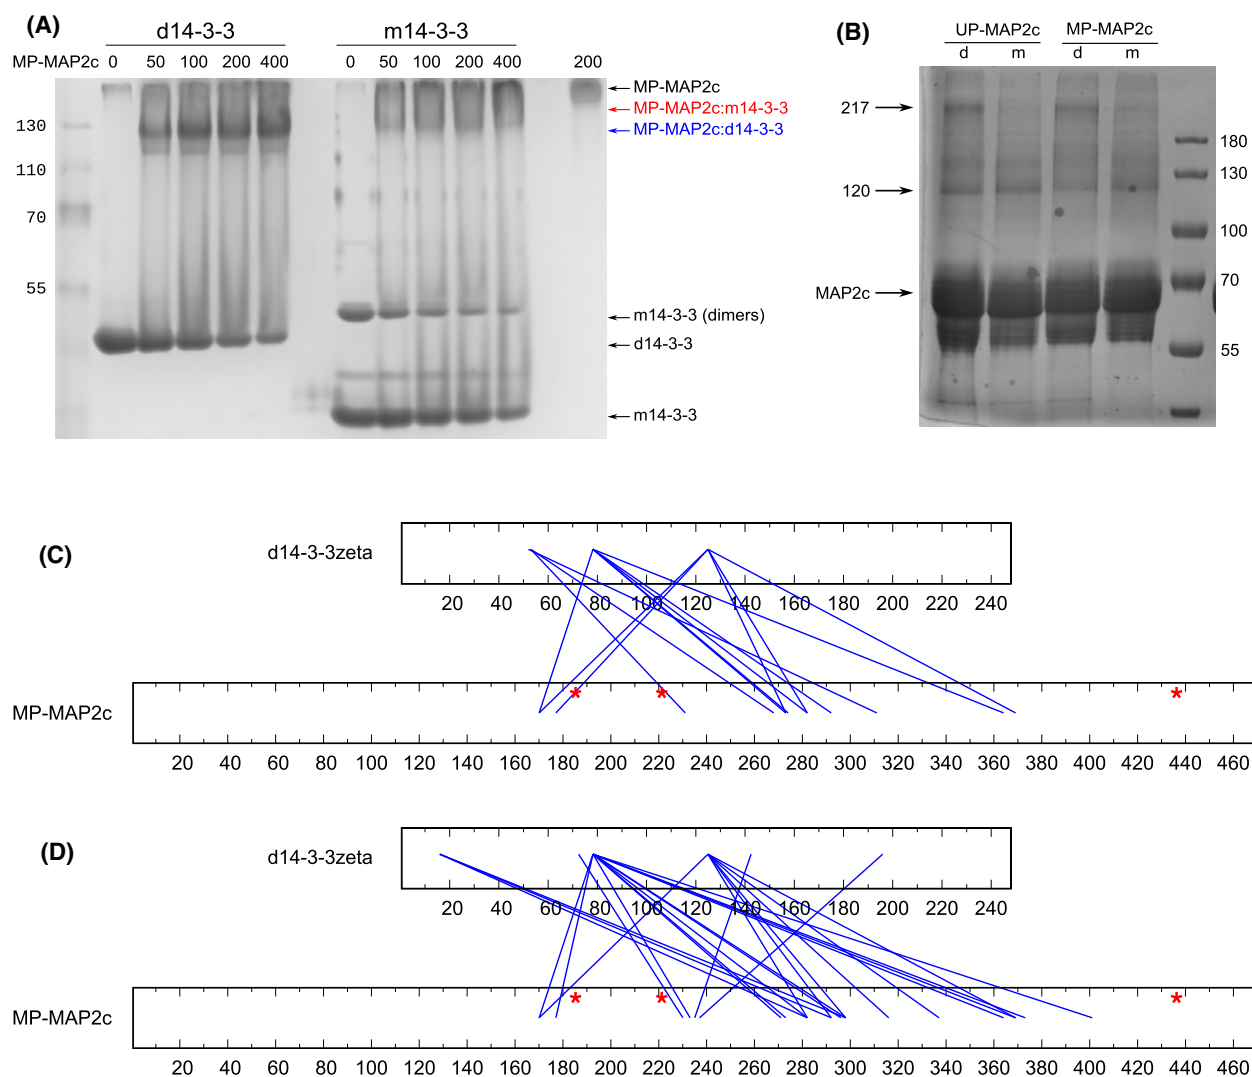 (A)
d14-3-3 m14-3-3
MP-MAP2c 0 50 100 200 400 0 50 100 200 400 200
MP-MAP2c
MP-MAP2c:m14-3-3
MP-MAP2c:d14-3-3
130
110
70
55
m14-3-3 (dimers)
d14-3-3
m14-3-3
(B)
UP-MAP2c MP-MAP2c
d m d m
217
120
MAP2c
180
130
100
70
55
(C)
d14-3-3zeta
20 40 60 80 100 120 140 160 180 200 220 240
* * *
MP-MAP2c
20 40 60 80 100 120 140 160 180 200 220 240 260 280 300 320 340 360 380 400 420 440 460
(D)
d14-3-3zeta
20 40 60 80 100 120 140 160 180 200 220 240
* * *
MP-MAP2c
20 40 60 80 100 120 140 160 180 200 220 240 260 280 300 320 340 360 380 400 420 440 460